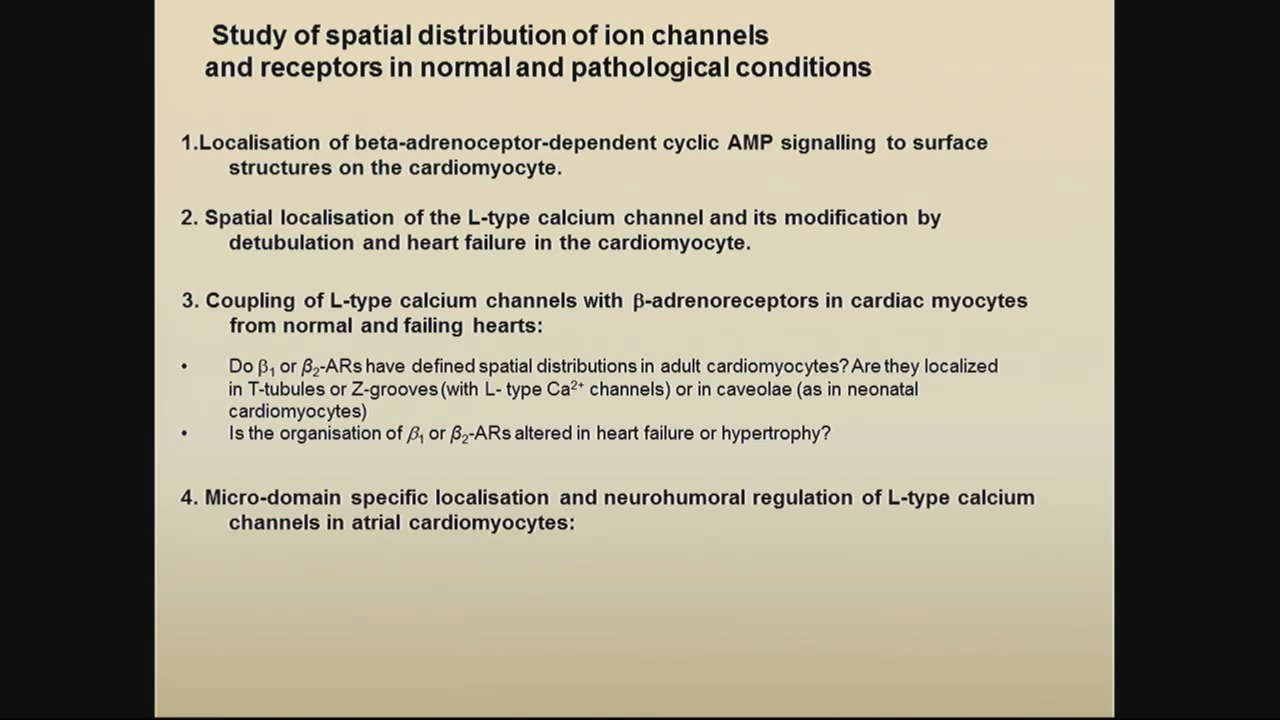 Study of spatial distribution of ion channels
and receptors in normal and pathological conditions
1.Localisation of beta-adrenoceptor-dependent cyclic AMP signalling to surface
structures on the cardiomyocyte.
2. Spatial localisation of the L-type calcium channel and its modification by
detubulation and heart failure in the cardiomyocyte.
3. Coupling of L-type calcium channels with β-adrenoreceptors in cardiac myocytes
from normal and failing hearts:
• Do β₁ or β₂-ARs have defined spatial distributions in adult cardiomyocytes? Are they localized
in T-tubules or Z-grooves (with L- type Ca²⁺ channels) or in caveolae (as in neonatal
cardiomyocytes)
• Is the organisation of β₁ or β₂-ARs altered in heart failure or hypertrophy?
4. Micro-domain specific localisation and neurohumoral regulation of L-type calcium
channels in atrial cardiomyocytes: